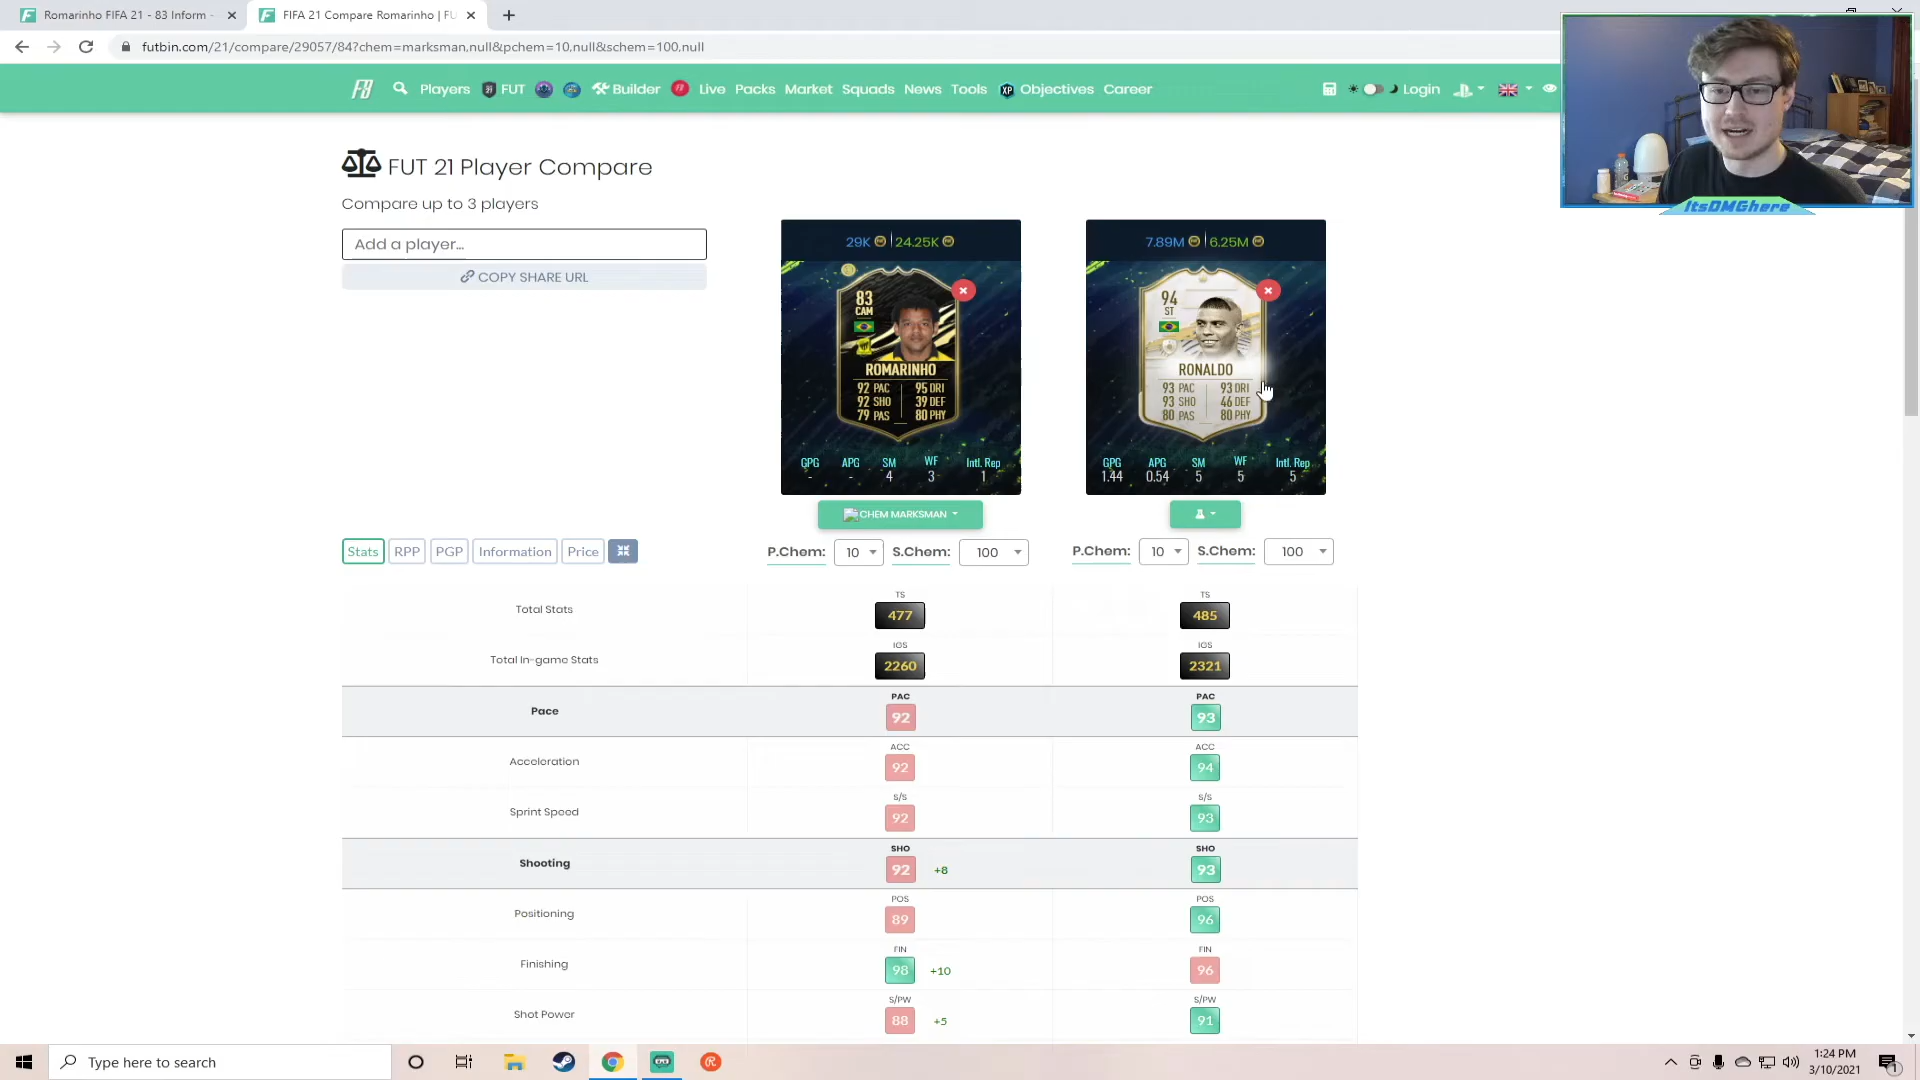 Romarinho FIFA 21 - 83 Inform -
FIFA 21 Compare Romarinho | FU
futbin.com/21/compare/29057/84?chem=marksman,null&pchem=10,null&schem=100,null
Players FUT Builder Live Packs Market Squads News Tools XP Objectives Career Login
ItsDMGhere
FUT 21 Player Compare
Compare up to 3 players
Add a player...
COPY SHARE URL
29K 24.25K
83
CAM
ROMARINHO
92 PAC 95 DRI
92 SHO 39 DEF
79 PAS 80 PHY
GPG APG SM WF Intl. Rep
- - 4 3 1
7.89M 6.25M
94
ST
RONALDO
93 PAC 93 DRI
93 SHO 46 DEF
80 PAS 80 PHY
GPG APG SM WF Intl. Rep
1.44 0.54 5 5 5
CHEM MARKSMAN
Stats RPP PGP Information Price
P.Chem: 10 S.Chem: 100
P.Chem: 10 S.Chem: 100
TS TS
Total Stats 477 485
IGS IGS
Total In-game Stats 2260 2321
PAC PAC
Pace 92 93
ACC ACC
Acceleration 92 94
S/S S/S
Sprint Speed 92 93
SHO SHO
Shooting 92 +8 93
POS POS
Positioning 89 96
FIN FIN
Finishing 98 +10 96
S/PW S/PW
Shot Power 88 +5 91
Type here to search
1:24 PM
3/10/2021
1